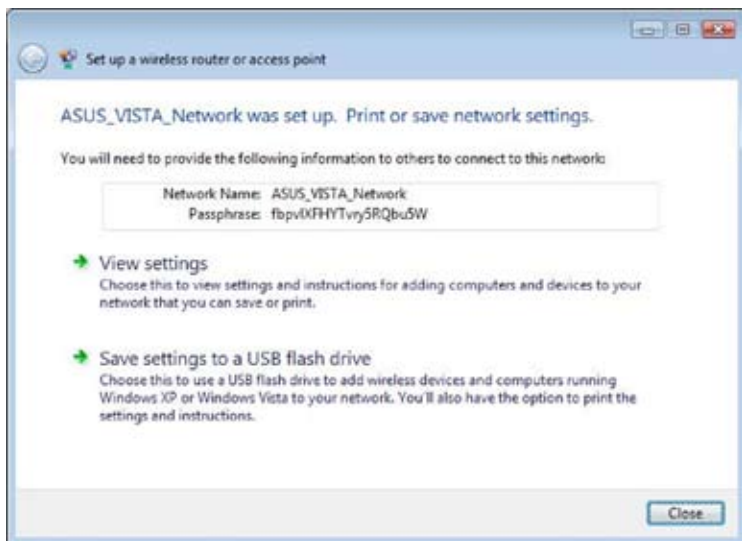 Set up a wireless router or access point
ASUS_VISTA_Network was set up. Print or save network settings.
You will need to provide the following information to others to connect to this network:
Network Name: ASUS_VISTA_Network
Passphrase:
View settings
Choose this to view settings and instructions for adding computers and devices to your
network that you can save or print.
Save settings to a USB flash drive
Choose this to use a USB flash drive to add wireless devices and computers running
Windows XP or Windows Vista to your network. You'll also have the option to print the
settings and instructions.
Close